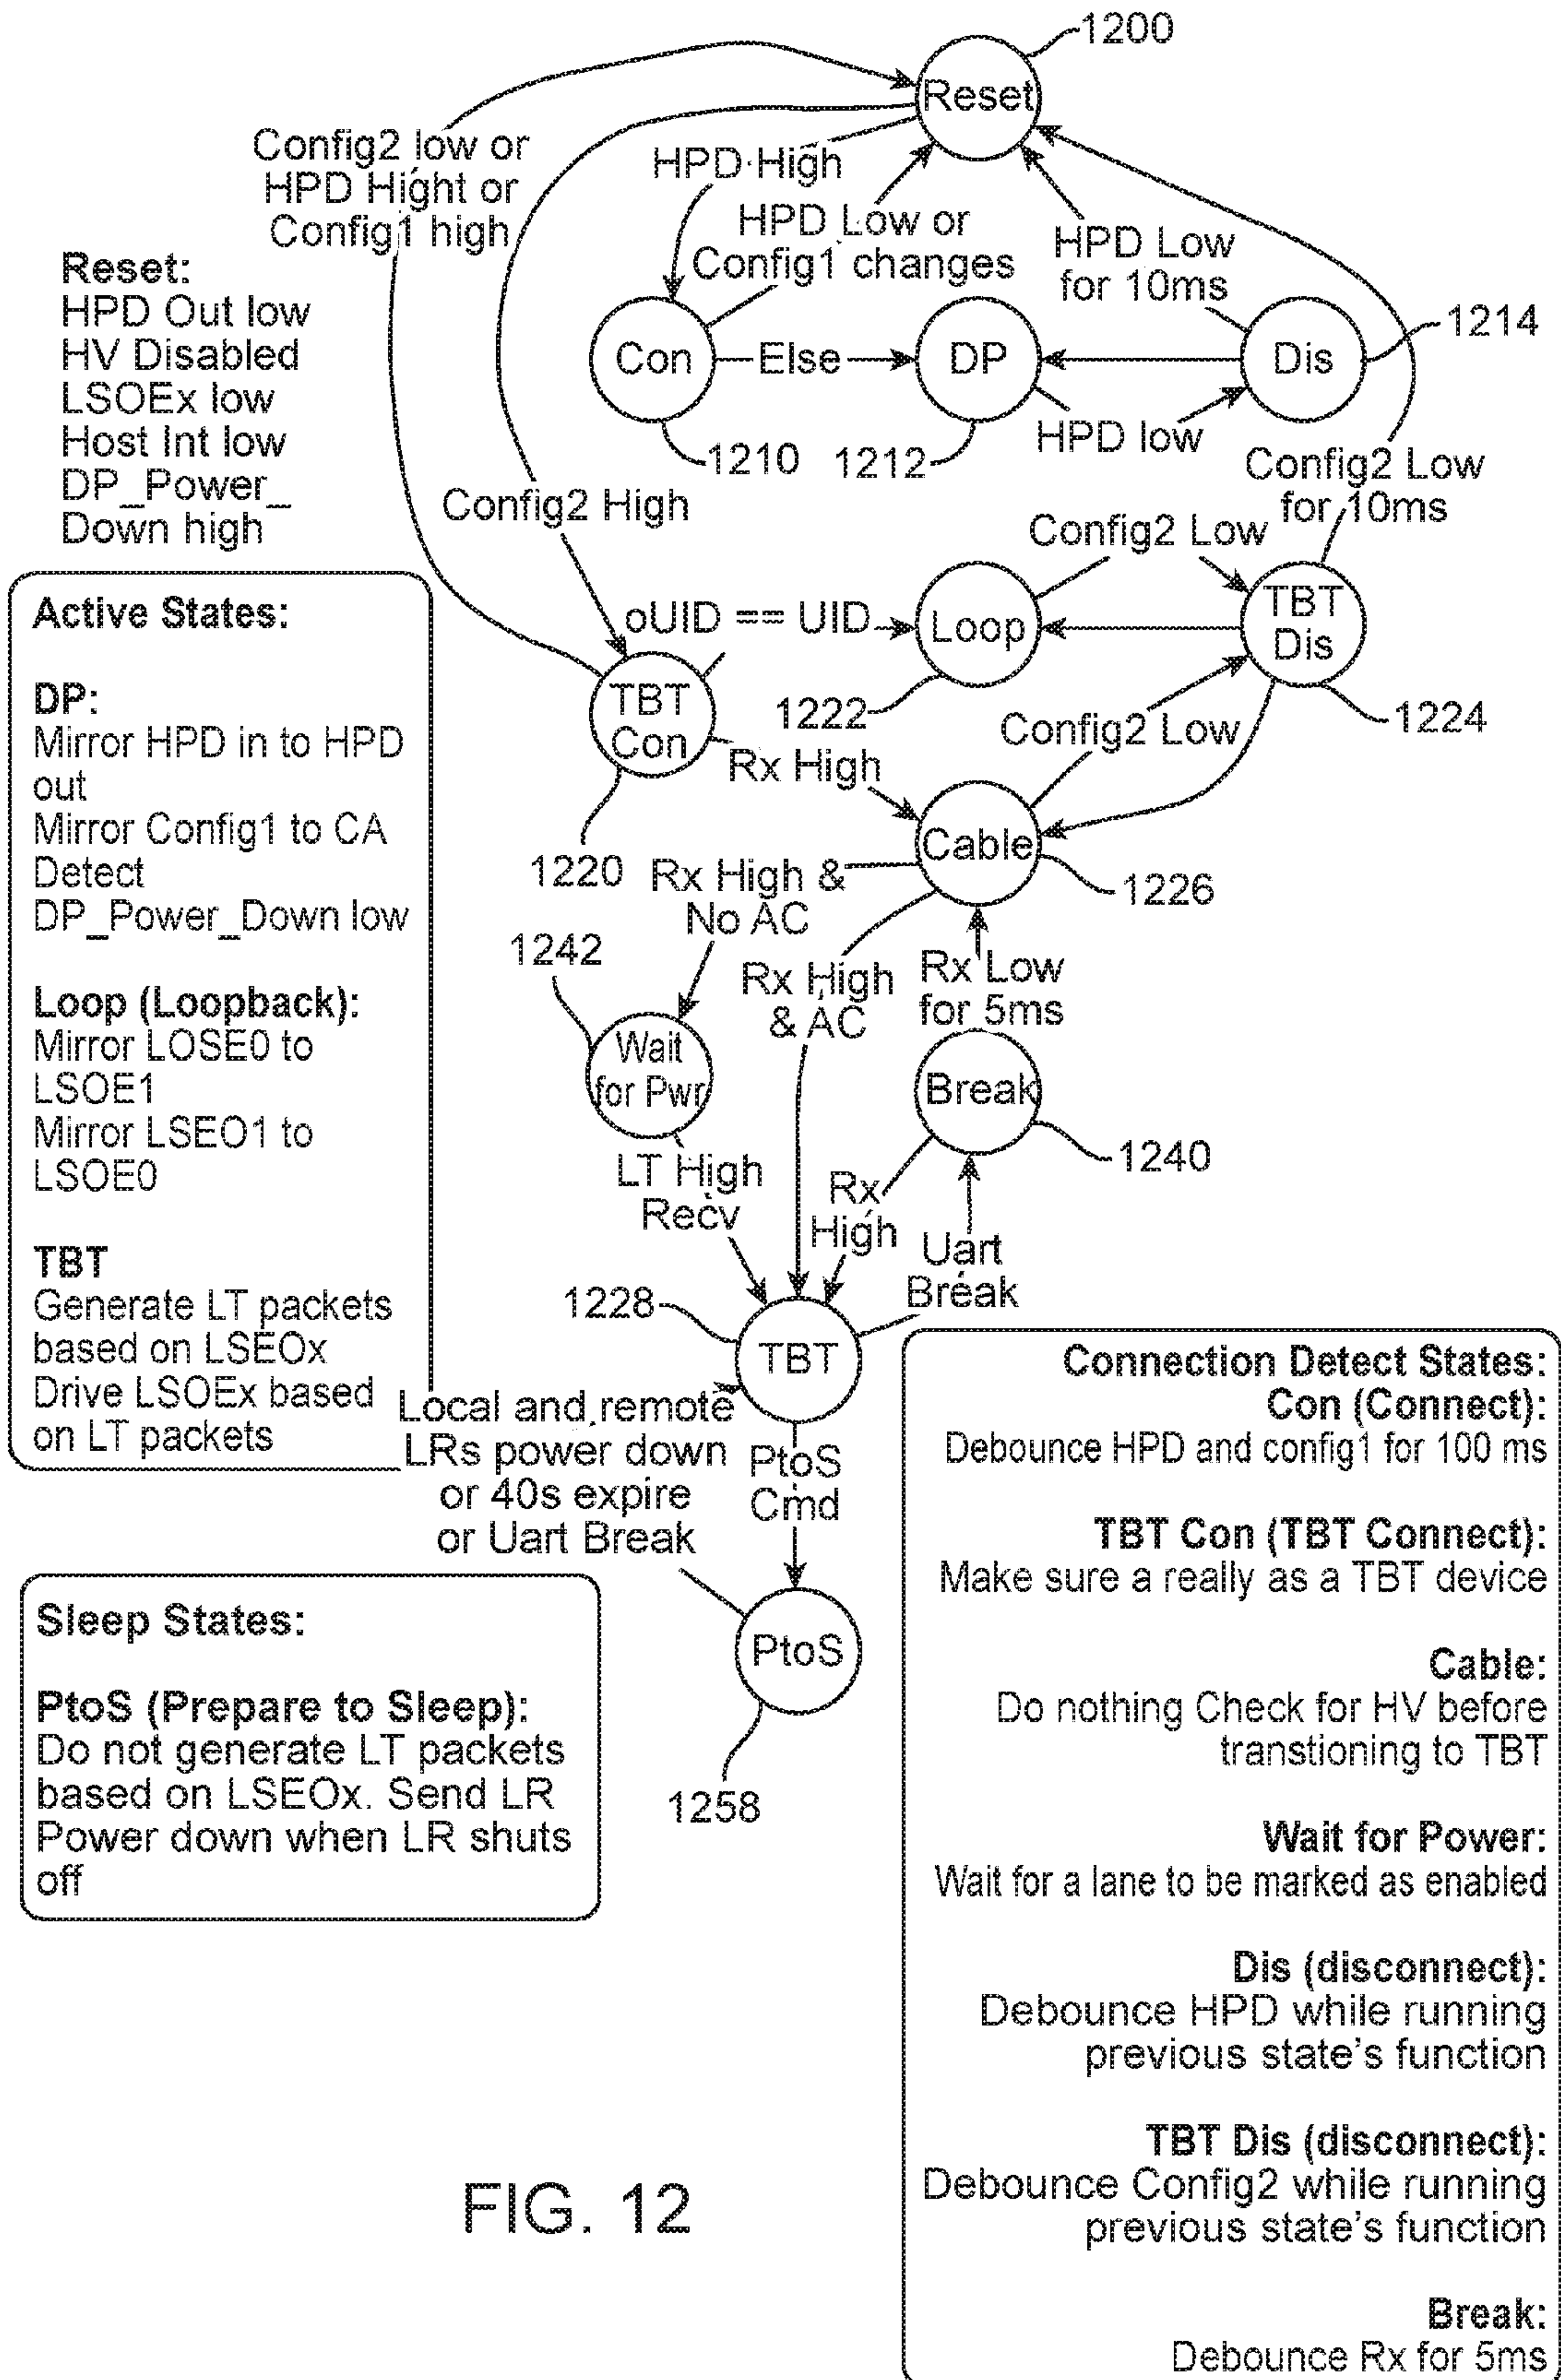 1200
Reset
Config2 low or
HPD Hight or
Config1 high
HPD High
HPD Low or
Config1 changes
HPD Low
for 10ms
Reset:
HPD Out low
HV Disabled
LSOEx low
Host Int low
DP_Power_
Down high
Con
Else
DP
Dis
1214
HPD low
1210
1212
Config2 Low
for 10ms
Config2 High
Config2 Low
oUID == UID
Loop
TBT
Dis
TBT
Con
1222
1224
Config2 Low
Rx High
Cable
1220
1226
Rx High &
No AC
1242
Rx High
& AC
Rx Low
for 5ms
Wait
for Pwr
Break
1240
LT High
Recv
Rx
High
Uart
Break
1228
TBT
Local and remote
LRs power down
or 40s expire
or Uart Break
PtoS
Cmd
PtoS
1258
Active States:
DP:
Mirror HPD in to HPD
out
Mirror Config1 to CA
Detect
DP_Power_Down low
Loop (Loopback):
Mirror LOSE0 to
LSOE1
Mirror LSEO1 to
LSOE0
TBT
Generate LT packets
based on LSEOx
Drive LSOEx based
on LT packets
Sleep States:
PtoS (Prepare to Sleep):
Do not generate LT packets
based on LSEOx. Send LR
Power down when LR shuts
off
Connection Detect States:
Con (Connect):
Debounce HPD and config1 for 100 ms
TBT Con (TBT Connect):
Make sure a really as a TBT device
Cable:
Do nothing Check for HV before
transtioning to TBT
Wait for Power:
Wait for a lane to be marked as enabled
Dis (disconnect):
Debounce HPD while running
previous state's function
TBT Dis (disconnect):
Debounce Config2 while running
previous state's function
Break:
Debounce Rx for 5ms
FIG. 12